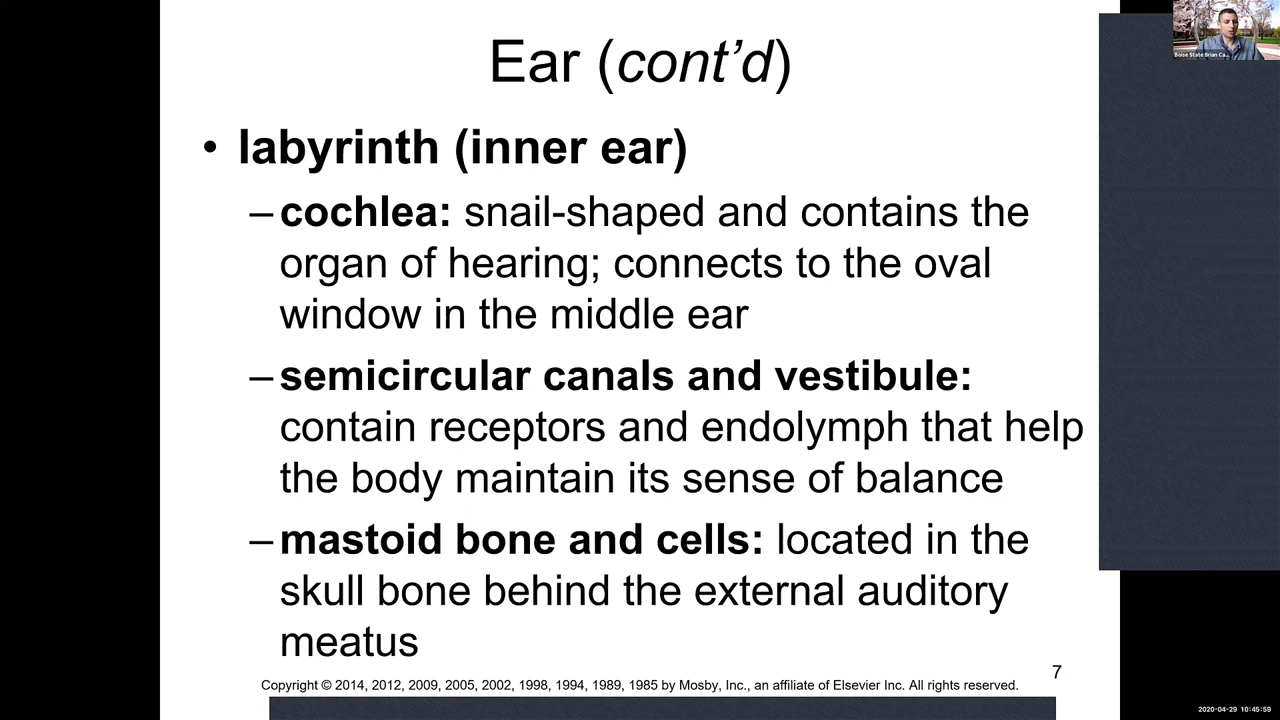 Ear (cont’d)
• labyrinth (inner ear)
– cochlea: snail-shaped and contains the
organ of hearing; connects to the oval
window in the middle ear
– semicircular canals and vestibule:
contain receptors and endolymph that help
the body maintain its sense of balance
– mastoid bone and cells: located in the
skull bone behind the external auditory
meatus
7
Copyright © 2014, 2012, 2009, 2005, 2002, 1998, 1994, 1989, 1985 by Mosby, Inc., an affiliate of Elsevier Inc. All rights reserved.
Boise State Brian Ca...
2020-04-29 10:45:59